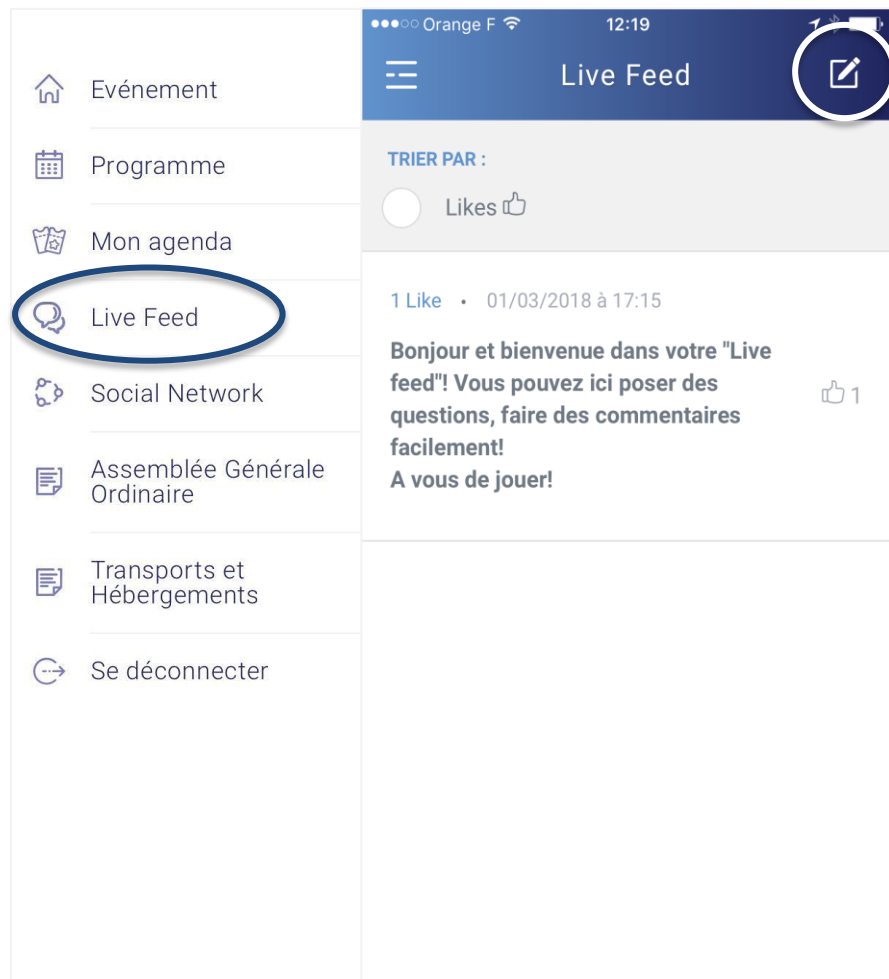 Evénement
Programme
Mon agenda
Live Feed
Social Network
Assemblée Générale
Ordinaire
Transports et
Hébergements
Se déconnecter
Orange F 12:19
Live Feed
TRIER PAR :
Likes
1 Like • 01/03/2018 à 17:15
Bonjour et bienvenue dans votre "Live
feed"! Vous pouvez ici poser des
questions, faire des commentaires
facilement!
A vous de jouer!
1